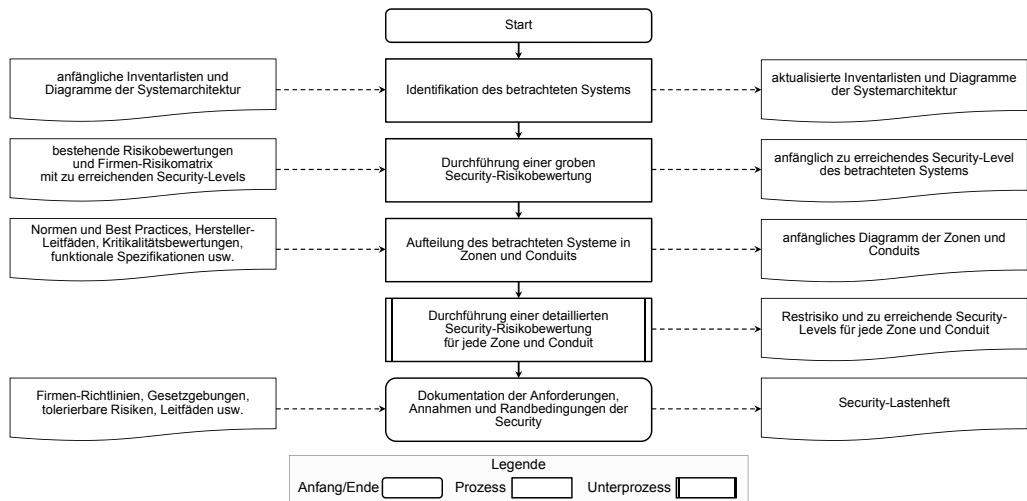 Start
anfängliche Inventarlisten und
Diagramme der Systemarchitektur
Identifikation des betrachteten Systems
aktualisierte Inventarlisten und Diagramme
der Systemarchitektur
bestehende Risikobewertungen
und Firmen-Risikomatrix
mit zu erreichenden Security-Levels
Durchführung einer groben
Security-Risikobewertung
anfänglich zu erreichendes Security-Level
des betrachteten Systems
Normen und Best Practices, Hersteller-
Leitfäden, Kritikalitätsbewertungen,
funktionale Spezifikationen usw.
Aufteilung des betrachteten Systeme in
Zonen und Conduits
anfängliches Diagramm der Zonen und
Conduits
Durchführung einer detaillierten
Security-Risikobewertung
für jede Zone und Conduit
Restrisiko und zu erreichende Security-
Levels für jede Zone und Conduit
Firmen-Richtlinien, Gesetzgebungen,
tolerierbare Risiken, Leitfäden usw.
Dokumentation der Anforderungen,
Annahmen und Randbedingungen der
Security
Security-Lastenheft
Legende
Anfang/Ende Prozess Unterprozess